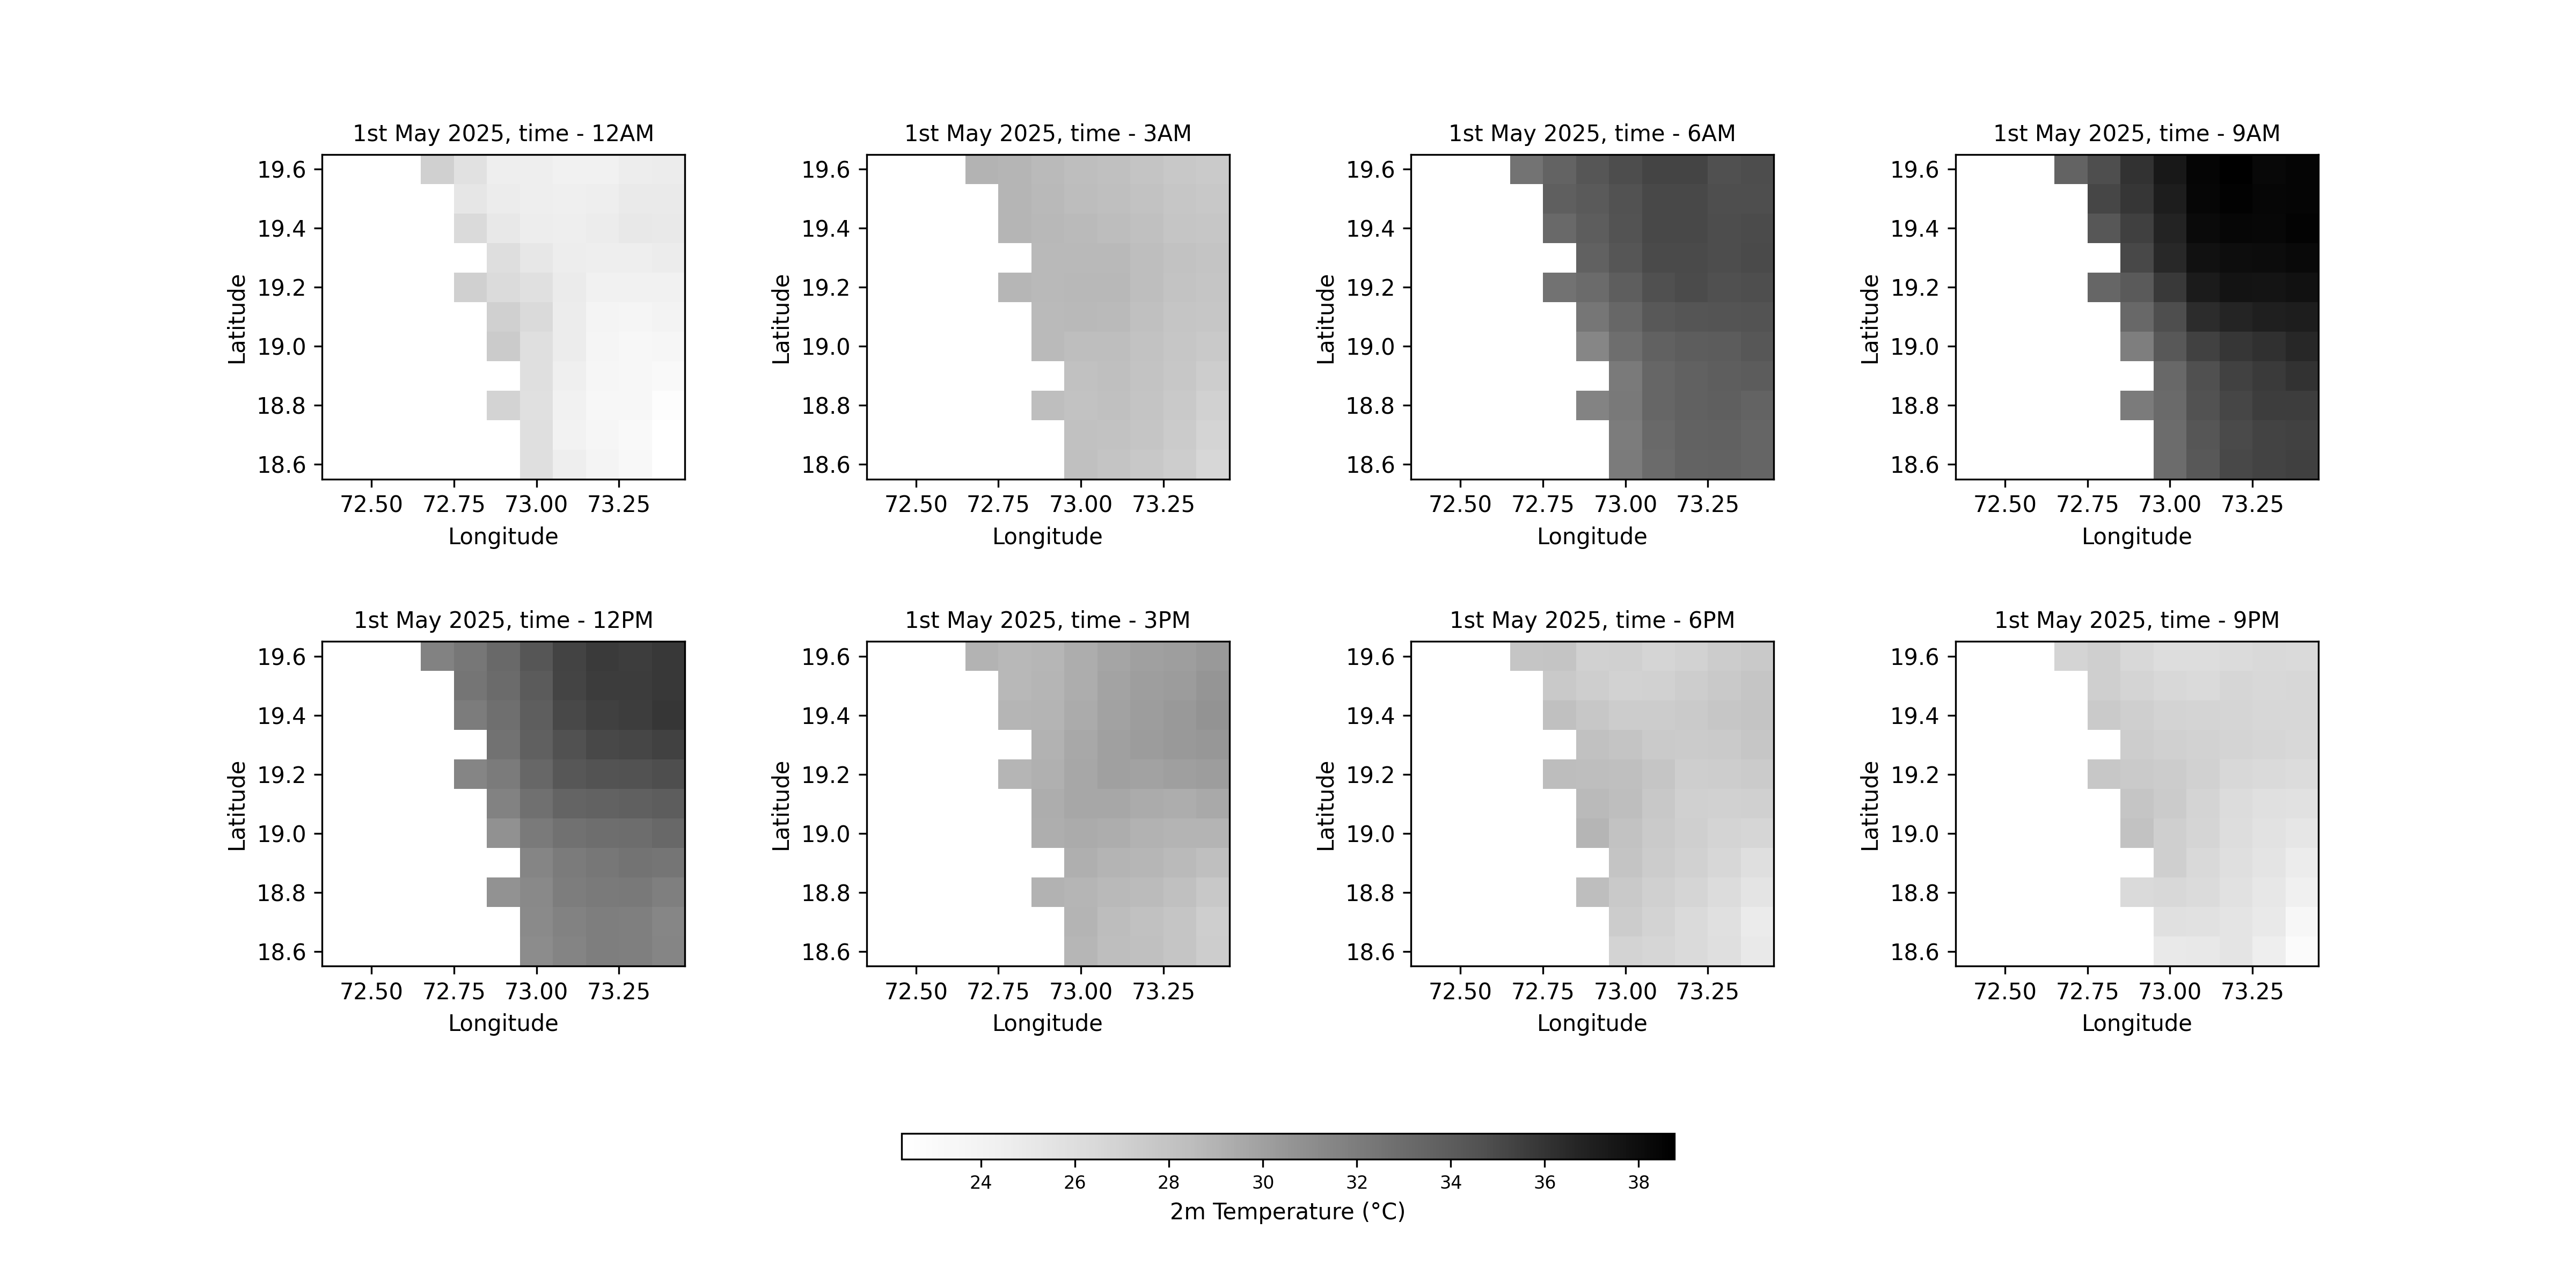 1st May 2025, time - 12AM
1st May 2025, time - 3AM
1st May 2025, time - 6AM
1st May 2025, time - 9AM
19.6
19.4
19.2
19.0
18.8
18.6
Latitude
72.50 72.75 73.00 73.25
Longitude
19.6
19.4
19.2
19.0
18.8
18.6
Latitude
72.50 72.75 73.00 73.25
Longitude
19.6
19.4
19.2
19.0
18.8
18.6
Latitude
72.50 72.75 73.00 73.25
Longitude
19.6
19.4
19.2
19.0
18.8
18.6
Latitude
72.50 72.75 73.00 73.25
Longitude
1st May 2025, time - 12PM
1st May 2025, time - 3PM
1st May 2025, time - 6PM
1st May 2025, time - 9PM
19.6
19.4
19.2
19.0
18.8
18.6
Latitude
72.50 72.75 73.00 73.25
Longitude
19.6
19.4
19.2
19.0
18.8
18.6
Latitude
72.50 72.75 73.00 73.25
Longitude
19.6
19.4
19.2
19.0
18.8
18.6
Latitude
72.50 72.75 73.00 73.25
Longitude
19.6
19.4
19.2
19.0
18.8
18.6
Latitude
72.50 72.75 73.00 73.25
Longitude
24 26 28 30 32 34 36 38
2m Temperature (°C)